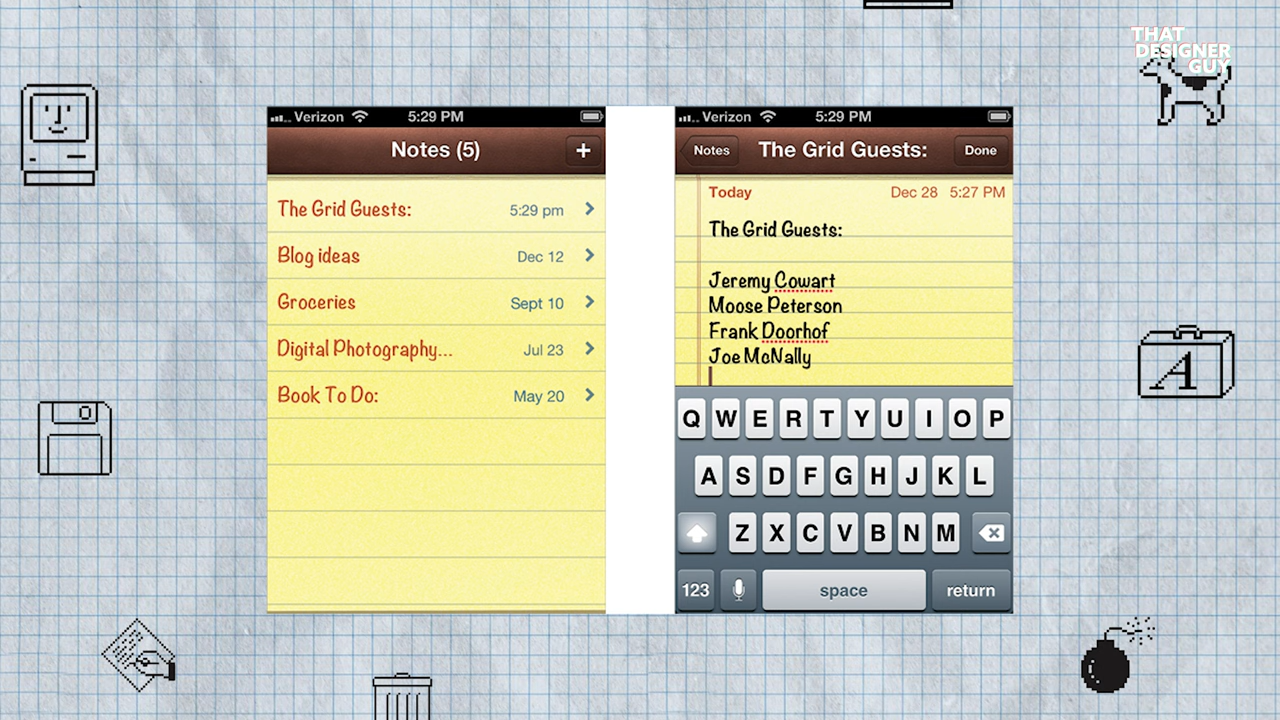 THAT
DESIGNER
GUY
Verizon 5:29 PM
Notes (5) +
The Grid Guests: 5:29 pm
Blog ideas Dec 12
Groceries Sept 10
Digital Photography... Jul 23
Book To Do: May 20
Verizon 5:29 PM
Notes The Grid Guests: Done
Today Dec 28 5:27 PM
The Grid Guests:
Jeremy Cowart
Moose Peterson
Frank Doorhof
Joe McNally
Q W E R T Y U I O P
A S D F G H J K L
Z X C V B N M
123 space return
A